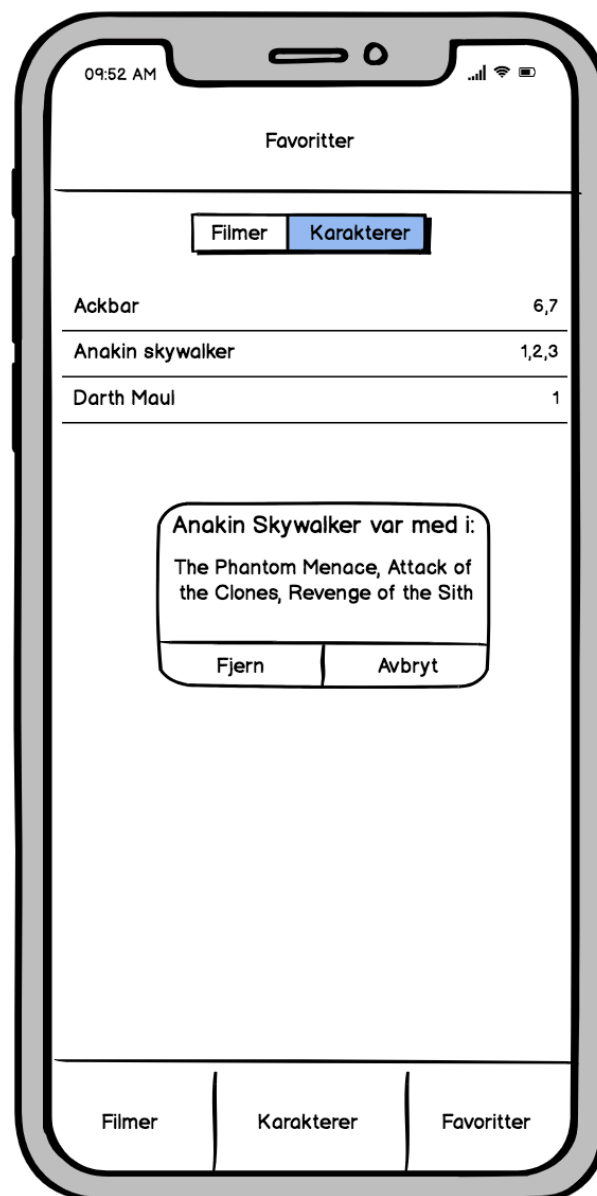 09:52 AM
Favoritter
Filmer Karakterer
Ackbar 6,7
Anakin skywalker 1,2,3
Darth Maul 1
Anakin Skywalker var med i:
The Phantom Menace, Attack of
the Clones, Revenge of the Sith
Fjern Avbryt
Filmer Karakterer Favoritter